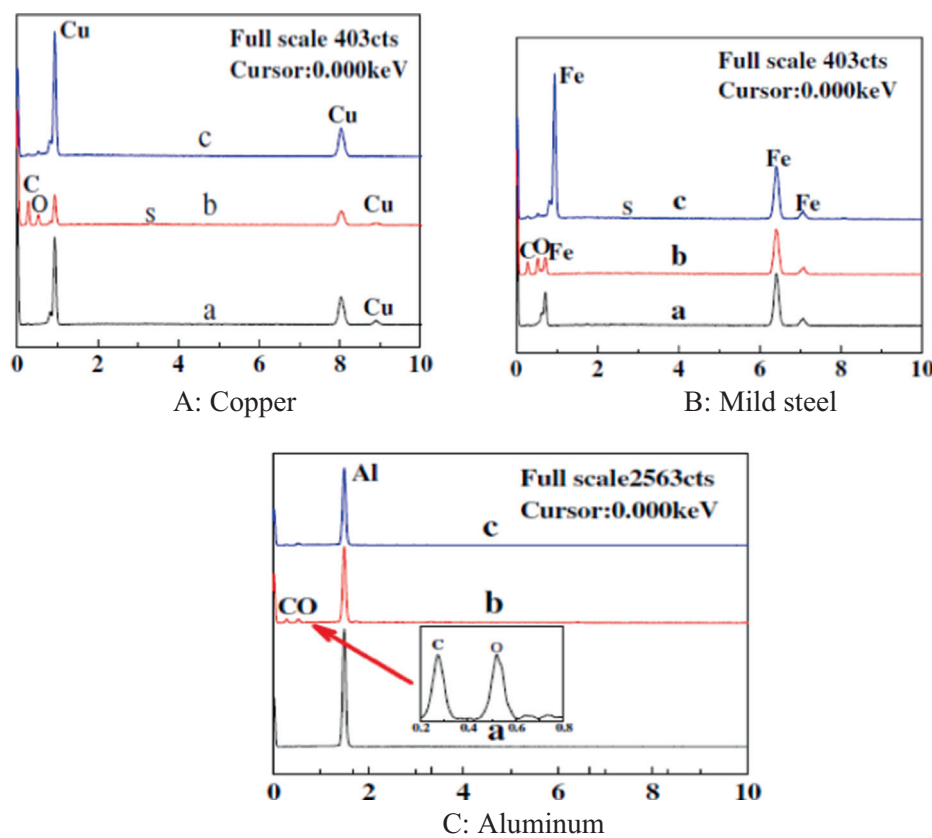 Cu
Full scale 403cts
Cursor:0.000keV
Cu
c
C
O
s
b
Cu
a
Cu
0 2 4 6 8 10
A: Copper
Fe
Full scale 403cts
Cursor:0.000keV
Fe
s
c
Fe
C O Fe
b
a
0 2 4 6 8 10
B: Mild steel
Al
Full scale2563cts
Cursor:0.000keV
c
CO
b
C O
0.2 0.4 0.6 0.8
a
0 2 4 6 8 10
C: Aluminum